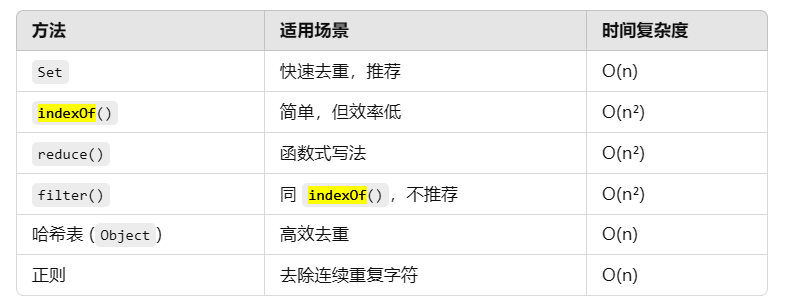 方法 适用场景 时间复杂度
Set 快速去重，推荐 O(n)
indexOf() 简单，但效率低 O(n²)
reduce() 函数式写法 O(n²)
filter() 同 indexOf()，不推荐 O(n²)
哈希表 (Object) 高效去重 O(n)
正则 去除连续重复字符 O(n)